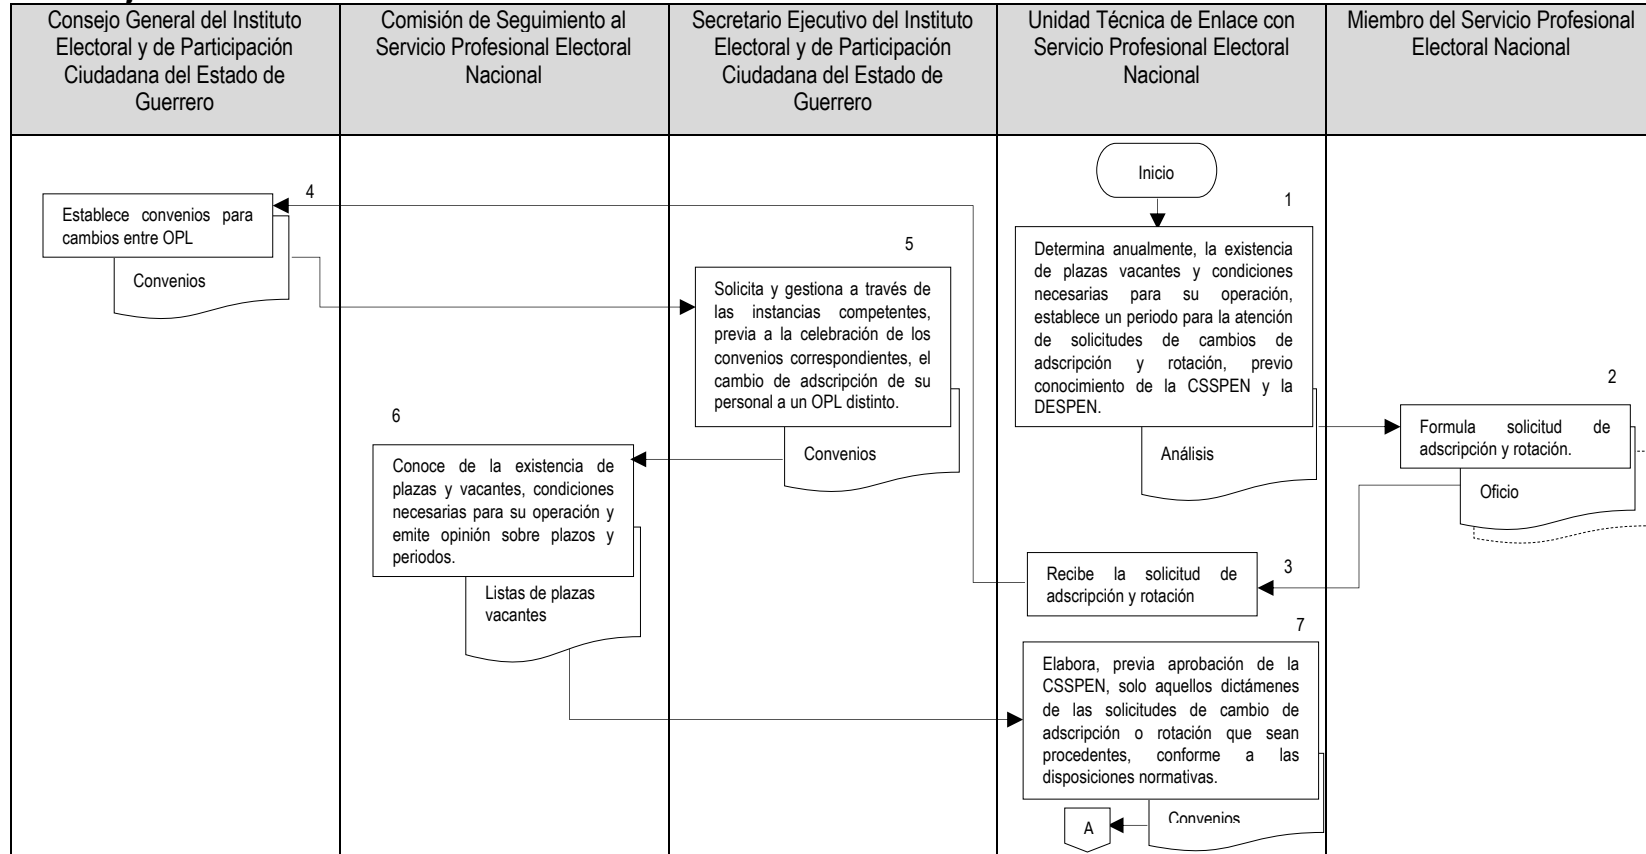 Consejo General del Instituto
Electoral y de Participación
Ciudadana del Estado de
Guerrero
Comisión de Seguimiento al
Servicio Profesional Electoral
Nacional
Secretario Ejecutivo del Instituto
Electoral y de Participación
Ciudadana del Estado de
Guerrero
Unidad Técnica de Enlace con
Servicio Profesional Electoral
Nacional
Miembro del Servicio Profesional
Electoral Nacional
Inicio
1
Determina anualmente, la existencia
de plazas vacantes y condiciones
necesarias para su operación,
establece un periodo para la atención
de solicitudes de cambios de
adscripción y rotación, previo
conocimiento de la CSSPEN y la
DESPEN.
Análisis
2
Formula solicitud de
adscripción y rotación.
Oficio
3
Recibe la solicitud de
adscripción y rotación
4
Establece convenios para
cambios entre OPL
Convenios
5
Solicita y gestiona a través de
las instancias competentes,
previa a la celebración de los
convenios correspondientes, el
cambio de adscripción de su
personal a un OPL distinto.
Convenios
6
Conoce de la existencia de
plazas y vacantes, condiciones
necesarias para su operación y
emite opinión sobre plazos y
periodos.
Listas de plazas
vacantes
7
Elabora, previa aprobación de la
CSSPEN, solo aquellos dictámenes
de las solicitudes de cambio de
adscripción o rotación que sean
procedentes, conforme a las
disposiciones normativas.
Convenios
A